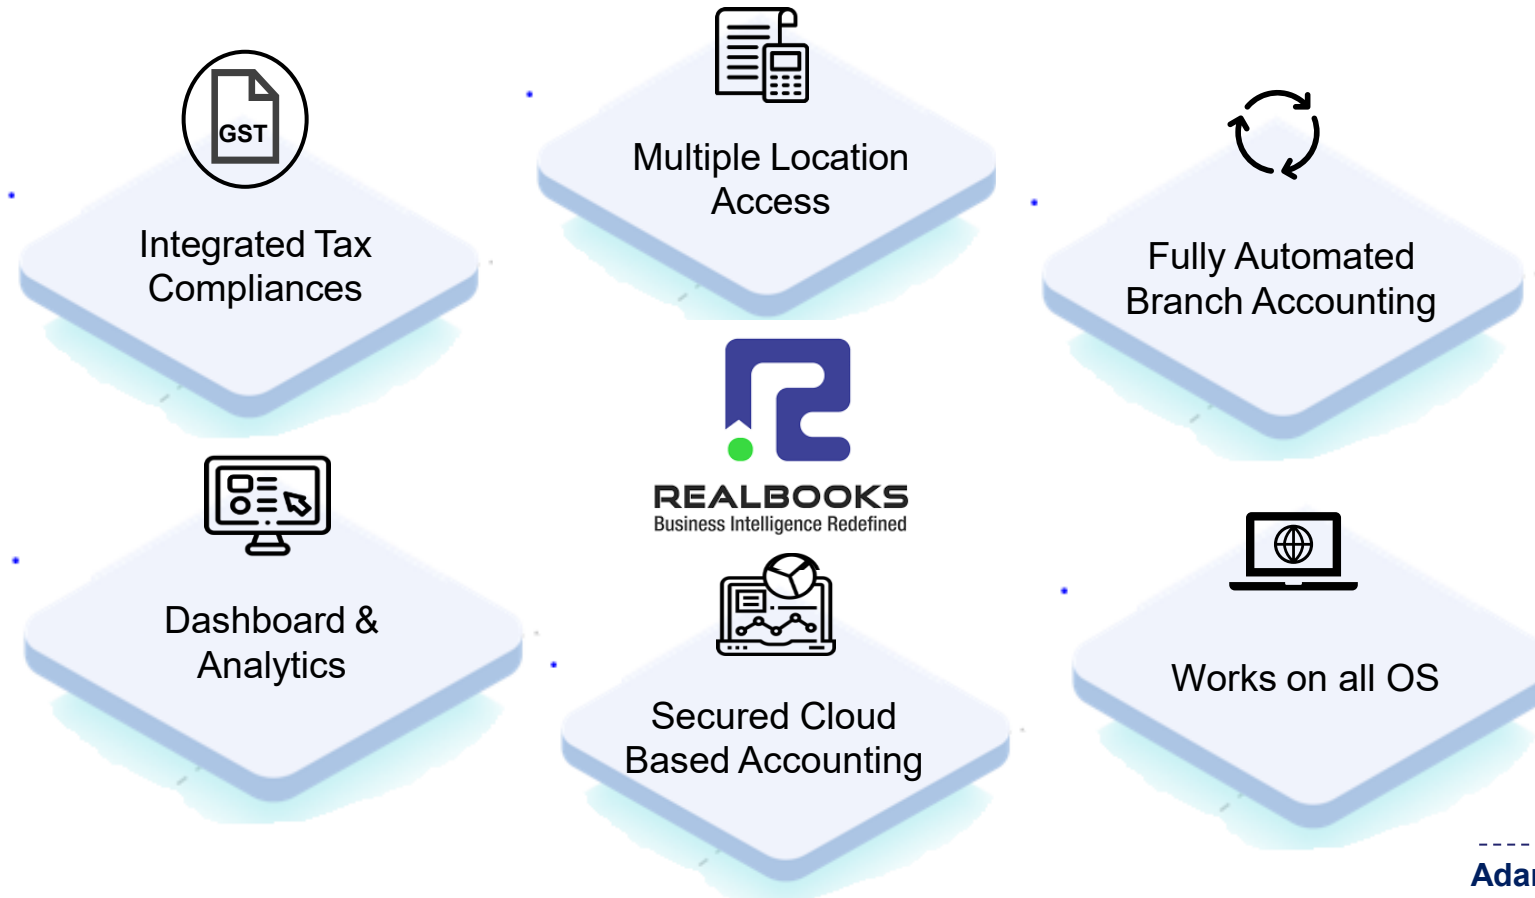 GST
Integrated Tax
Compliances
Multiple Location
Access
Fully Automated
Branch Accounting
REALBOOKS
Business Intelligence Redefined
Dashboard &
Analytics
Secured Cloud
Based Accounting
Works on all OS